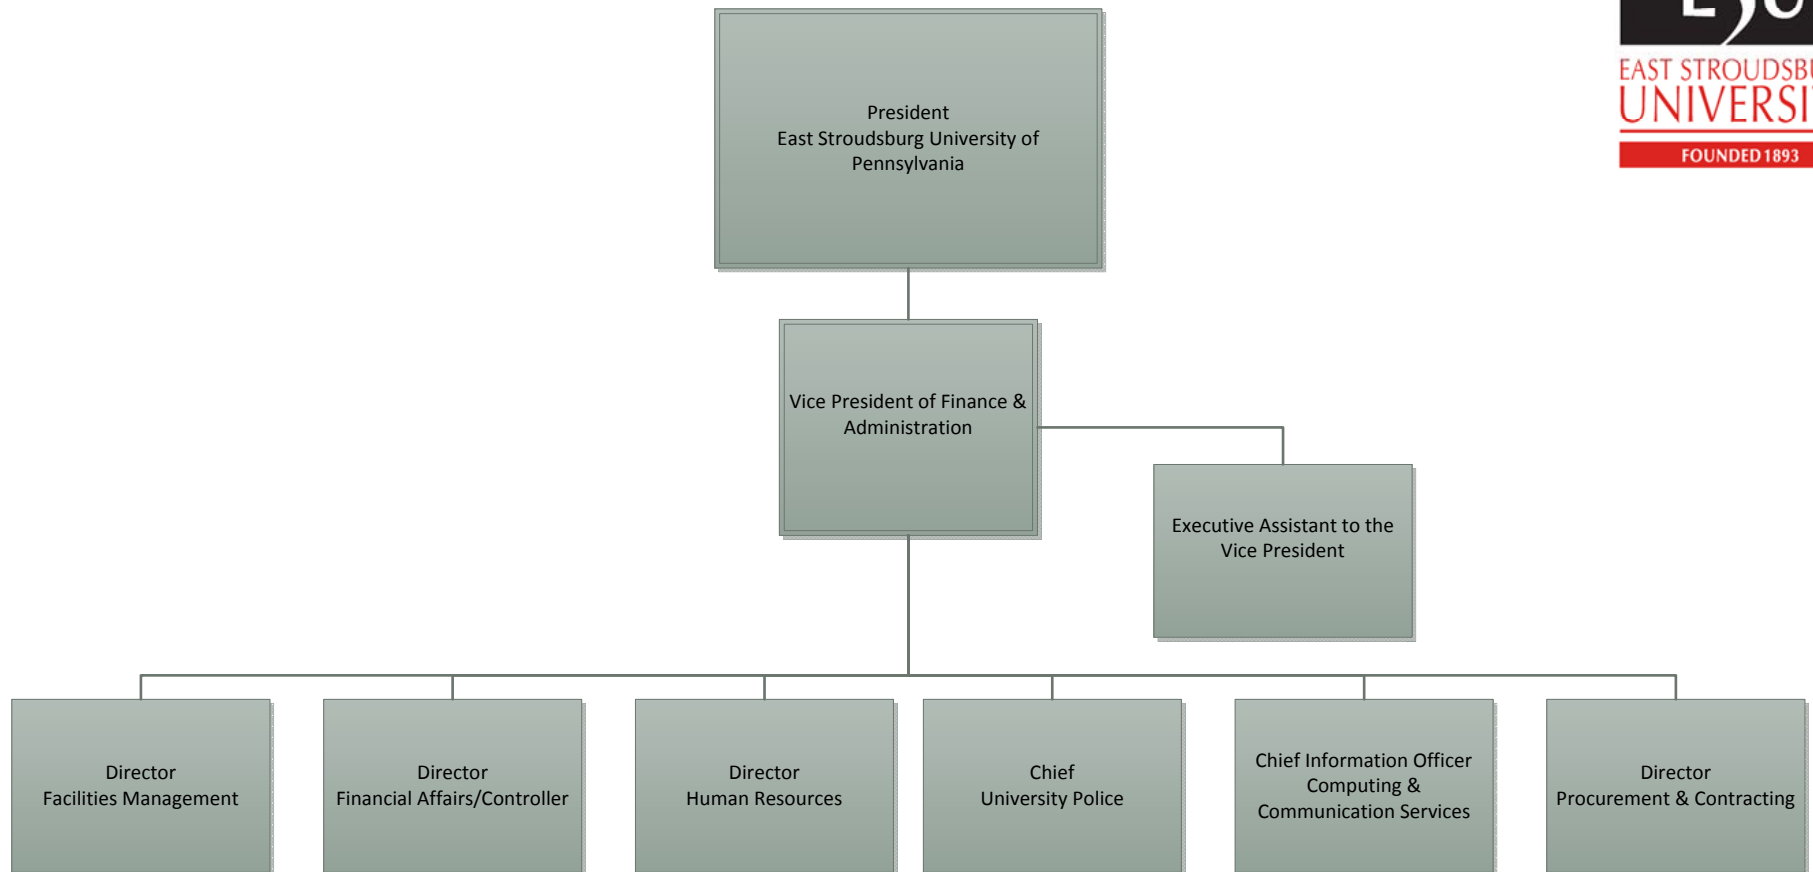 President
East Stroudsburg University of
Pennsylvania
FOUNDED 1893
Vice President of Finance &
Administration
Executive Assistant to the
Vice President
Director
Facilities Management
Director
Financial Affairs/Controller
Director
Human Resources
Chief
University Police
Chief Information Officer
Computing &
Communication Services
Director
Procurement & Contracting
EAST